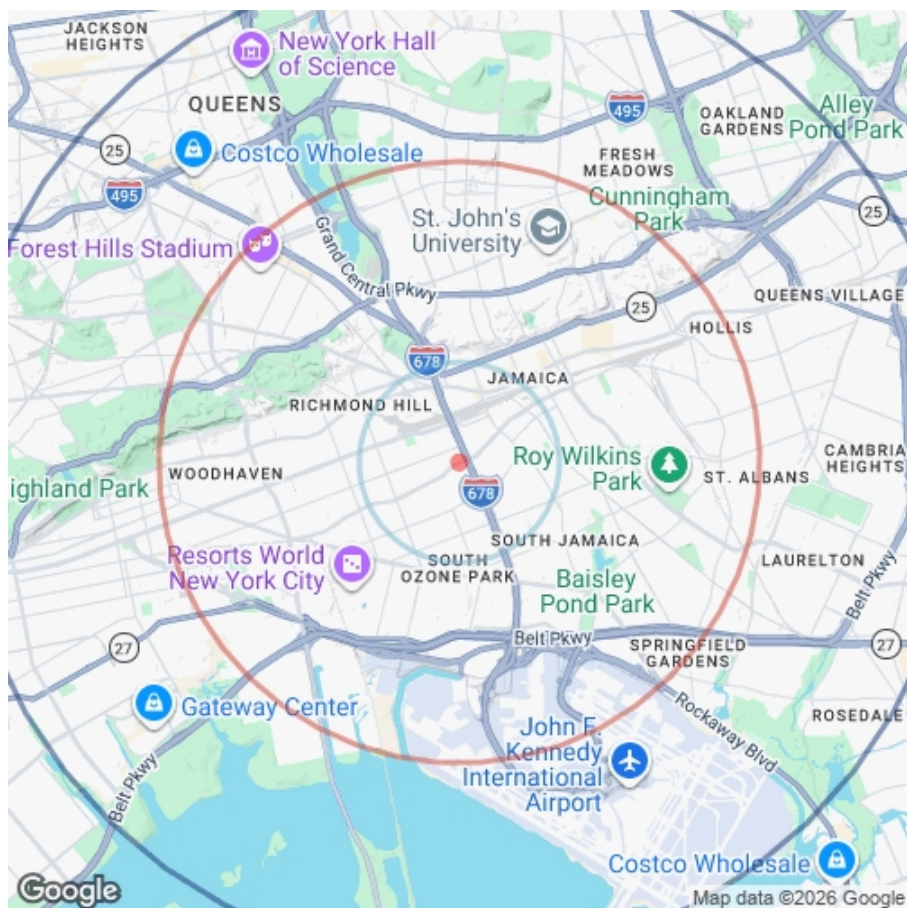 JACKSON
HEIGHTS
New York Hall
of Science
QUEENS
495
OAKLAND
GARDENS
Alley
Pond Park
25
Costco Wholesale
FRESH
MEADOWS
495
Cunningham
Park
25
St. John's
University
Forest Hills Stadium
Grand Central Pkwy
25
QUEENS VILLAGE
HOLLIS
678
JAMAICA
RICHMOND HILL
WOODHAVEN
Roy Wilkins
Park
CAMBRIA
HEIGHTS
ST. ALBANS
ighland Park
678
SOUTH JAMAICA
Resorts World
New York City
SOUTH
OZONE PARK
LAURELTON
Baisley
Pond Park
Belt Pkwy
Belt Pkwy
27
SPRINGFIELD
GARDENS
27
Gateway Center
Rockaway Blvd
ROSEDALE
John F.
Kennedy
International
Airport
Belt Pkwy
Costco Wholesale
Google
Map data ©2026 Google